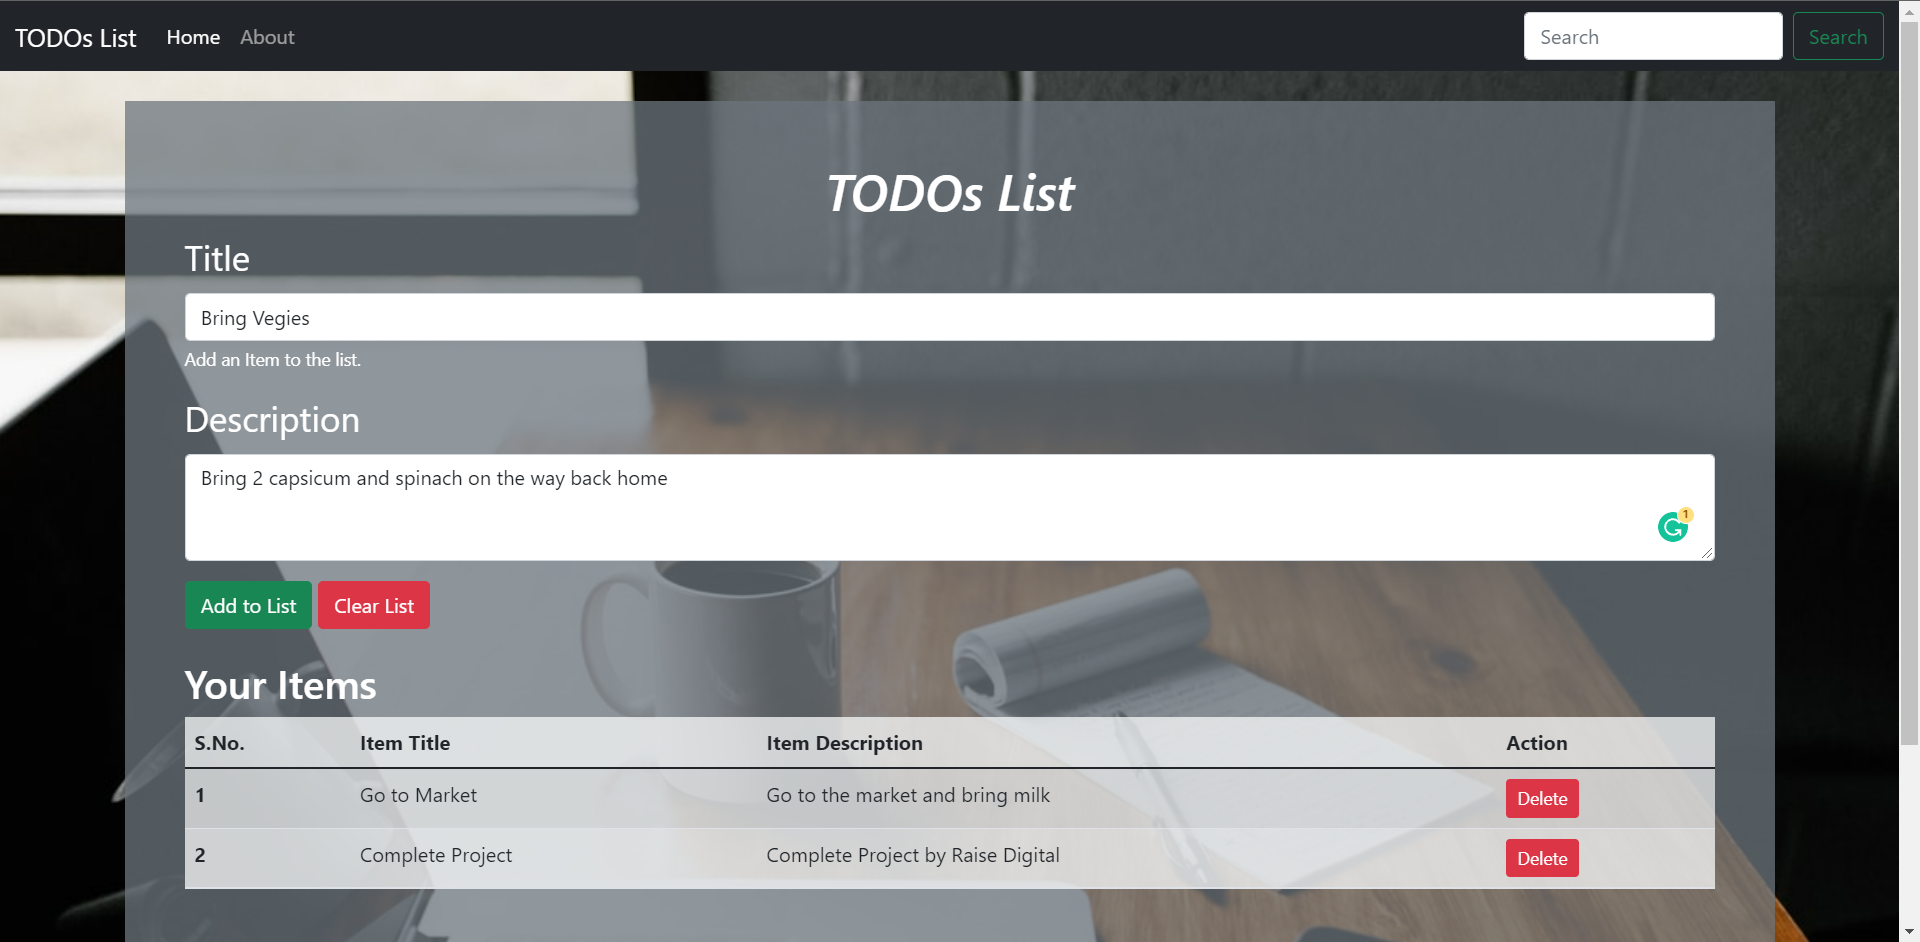 TODOs List Home About Search Search
TODOs List
Title
Bring Vegies
Add an Item to the list.
Description
Bring 2 capsicum and spinach on the way back home
1
Add to List Clear List
Your Items
S.No. Item Title Item Description Action
1 Go to Market Go to the market and bring milk Delete
2 Complete Project Complete Project by Raise Digital Delete